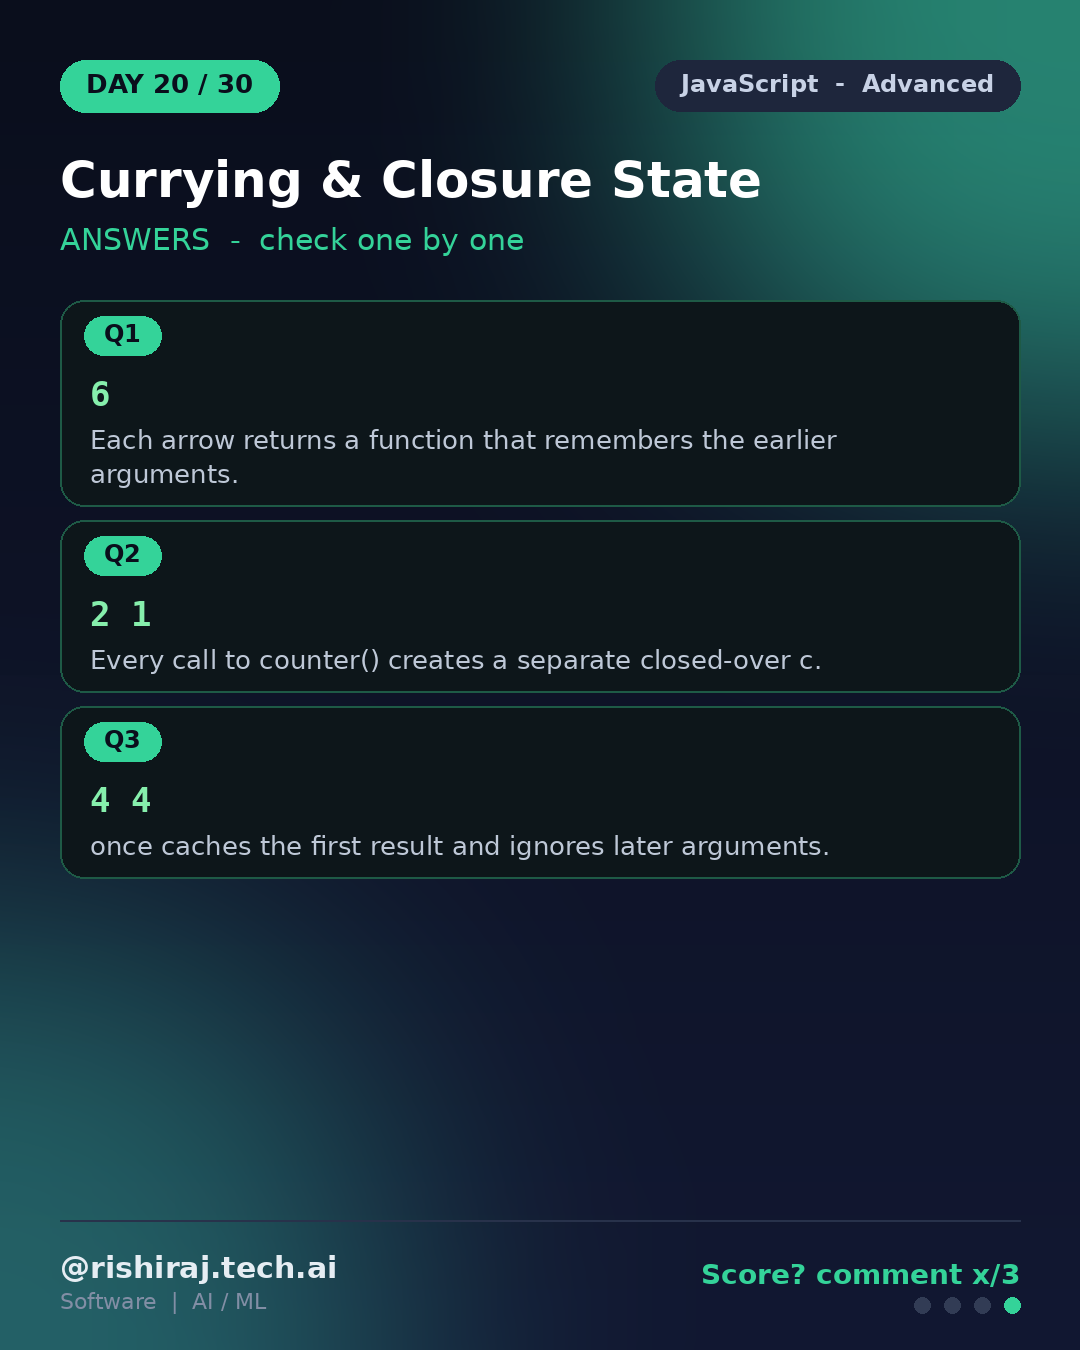 DAY 20 / 30
JavaScript - Advanced
Currying & Closure State
ANSWERS - check one by one
Q1
6
Each arrow returns a function that remembers the earlier
arguments.
Q2
2 1
Every call to counter() creates a separate closed-over c.
Q3
4 4
once caches the first result and ignores later arguments.
@rishiraj.tech.ai
Software | AI / ML
Score? comment x/3